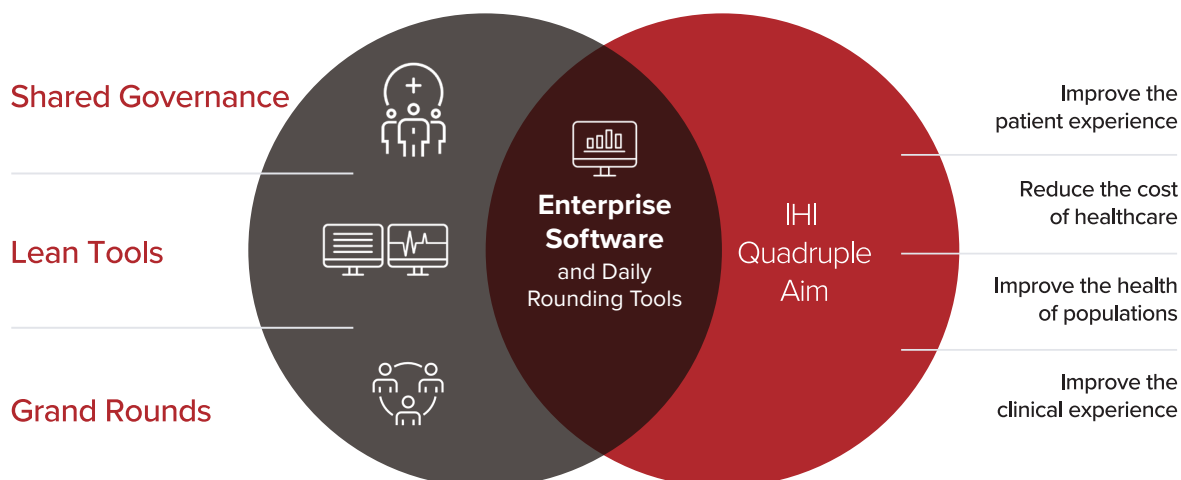 Shared Governance
Lean Tools
Grand Rounds
Enterprise
Software
and Daily
Rounding Tools
IHI
Quadruple
Aim
Improve the
patient experience
Reduce the cost
of healthcare
Improve the health
of populations
Improve the
clinical experience